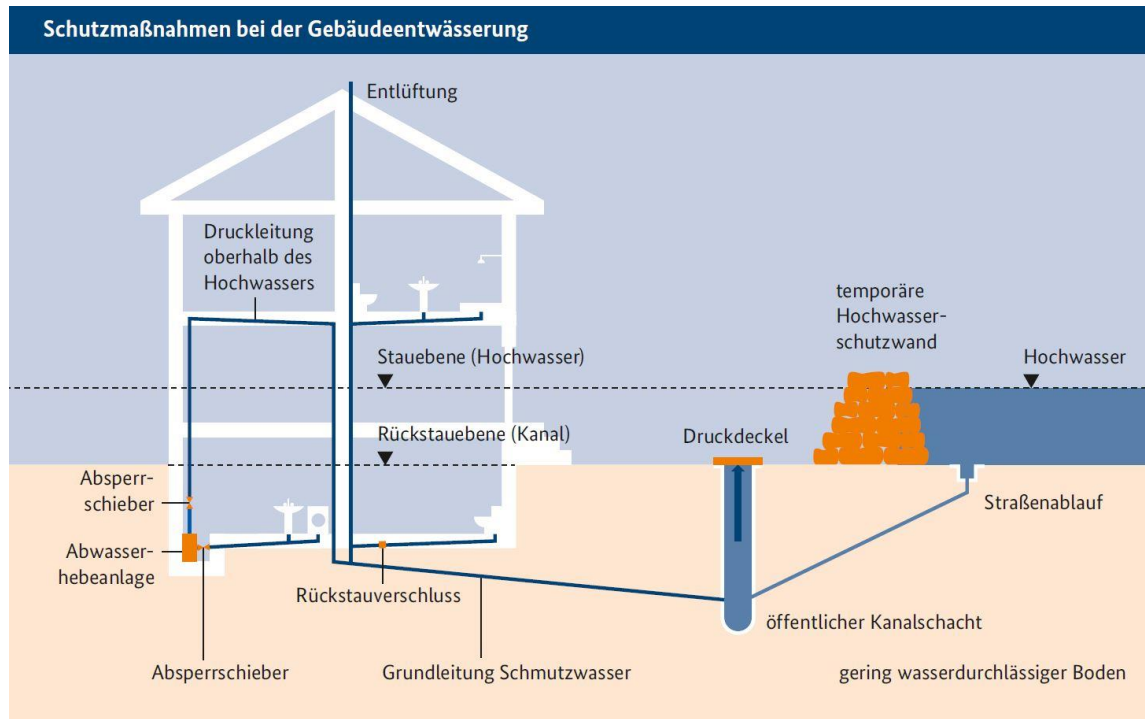 Schutzmaßnahmen bei der Gebäudeentwässerung
Entlüftung
Druckleitung
oberhalb des
Hochwassers
temporäre
Hochwasser-
schutzwand
Stauebene (Hochwasser)
Hochwasser
Rückstauebene (Kanal)
Druckdeckel
Absperr-
schieber
Straßenablauf
Abwasser-
hebeanlage
Rückstauverschluss
öffentlicher Kanalschacht
Absperrschieber
Grundleitung Schmutzwasser
gering wasserdurchlässiger Boden